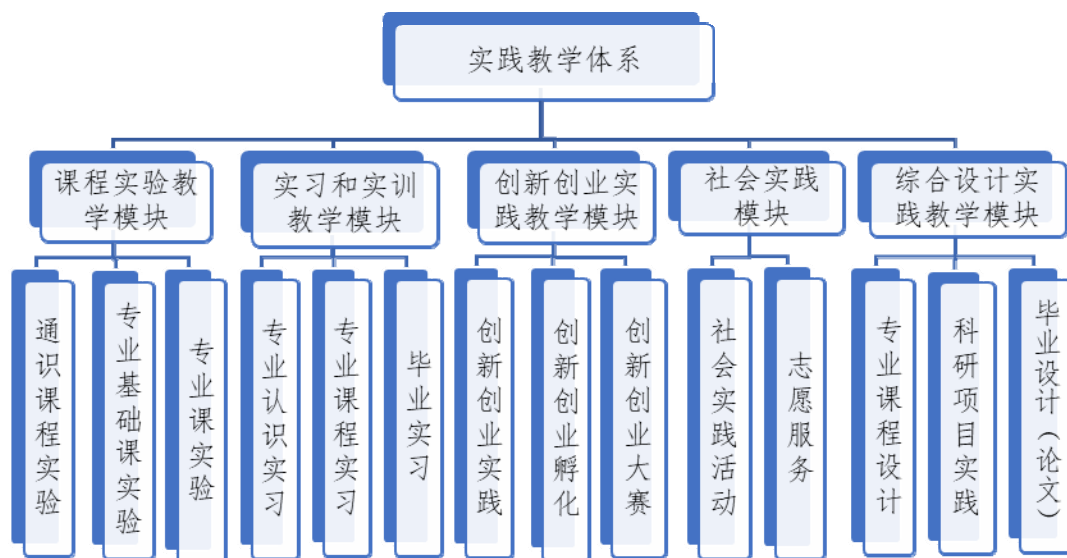 实践教学体系
课程实验教
学模块
实习和实训
教学模块
创新创业实
践教学模块
社会实践
模块
综合设计实
践教学模块
通识课程实验
专业基础课实验
专业课实验
专业认识实习
专业课程实习
毕业实习
创新创业实践
创新创业孵化
创新创业大赛
社会实践活动
志愿服务
专业课程设计
科研项目实践
毕业设计（论文）